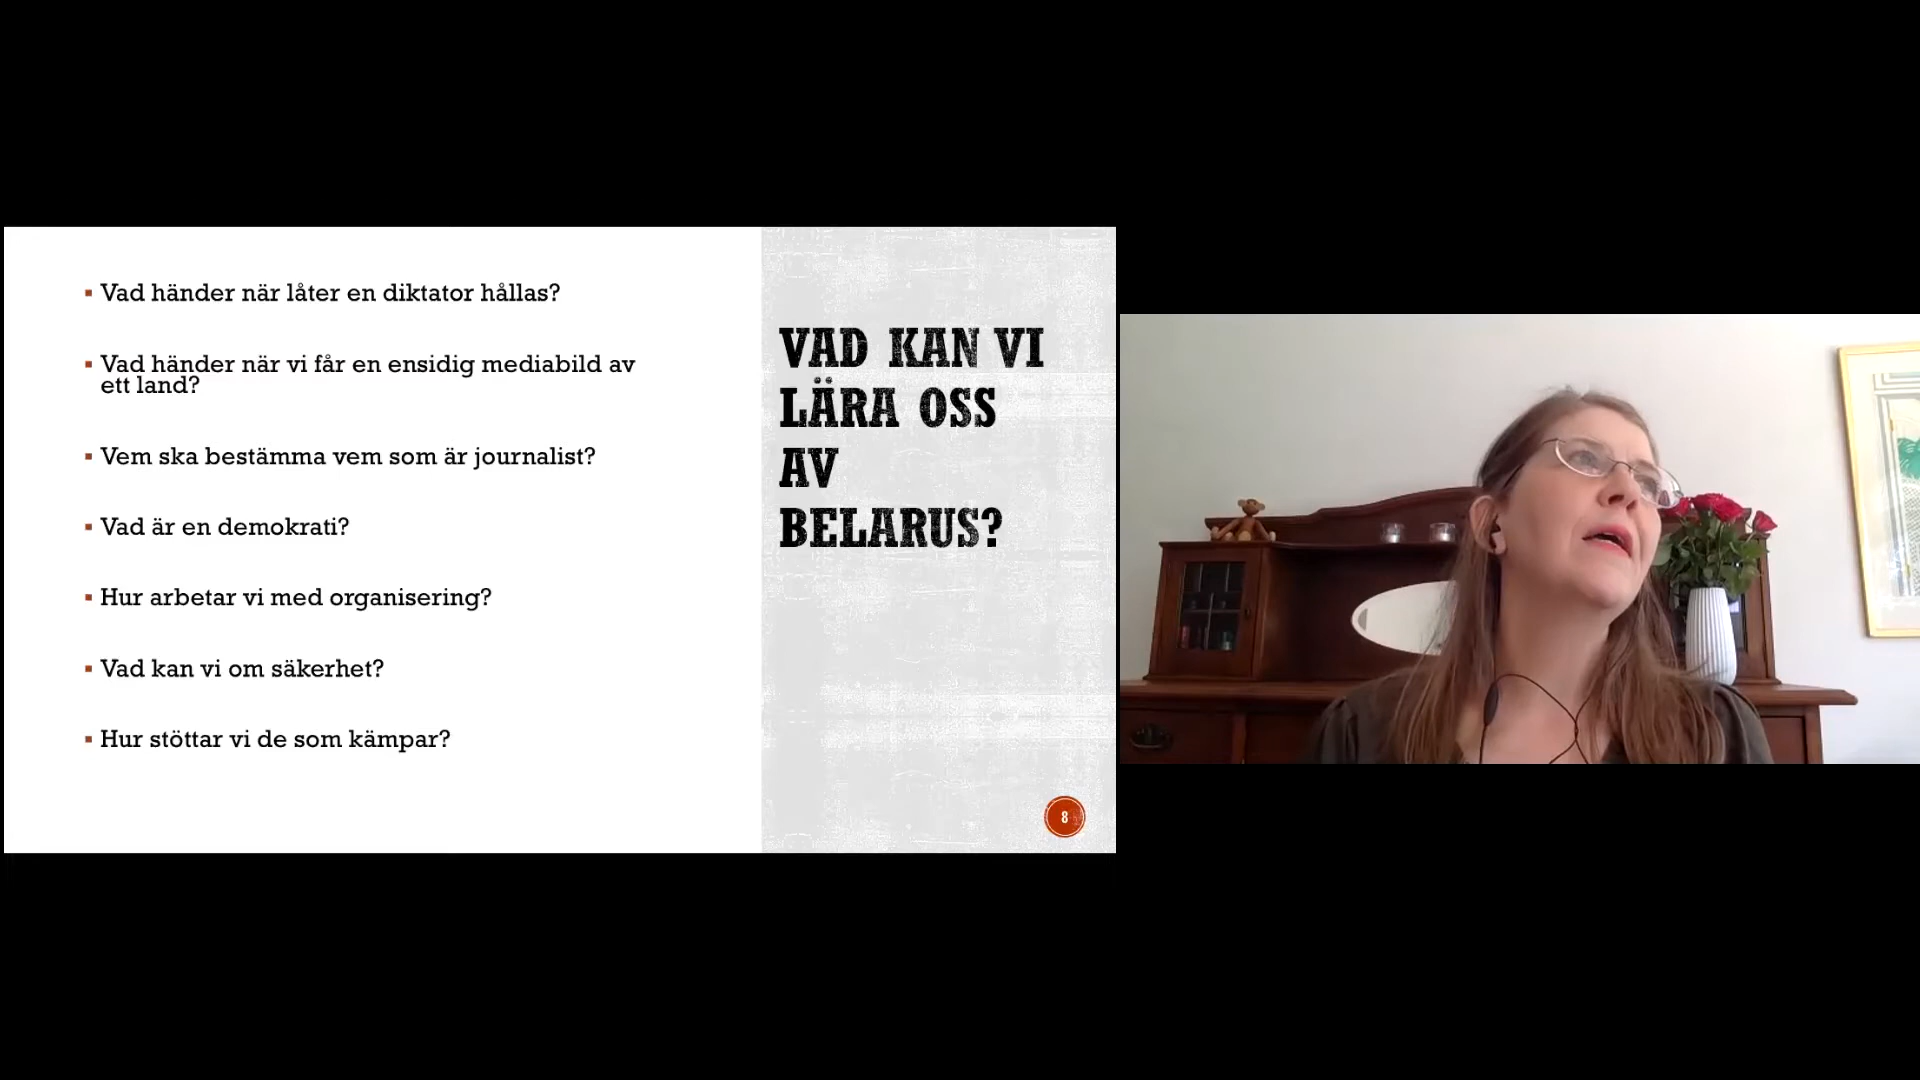 Vad händer när låter en diktator hållas?
Vad händer när vi får en ensidig mediabild av
ett land?
Vem ska bestämma vem som är journalist?
Vad är en demokrati?
Hur arbetar vi med organisering?
Vad kan vi om säkerhet?
Hur stöttar vi de som kämpar?
VAD KAN VI
LÄRA OSS
AV
BELARUS?
8